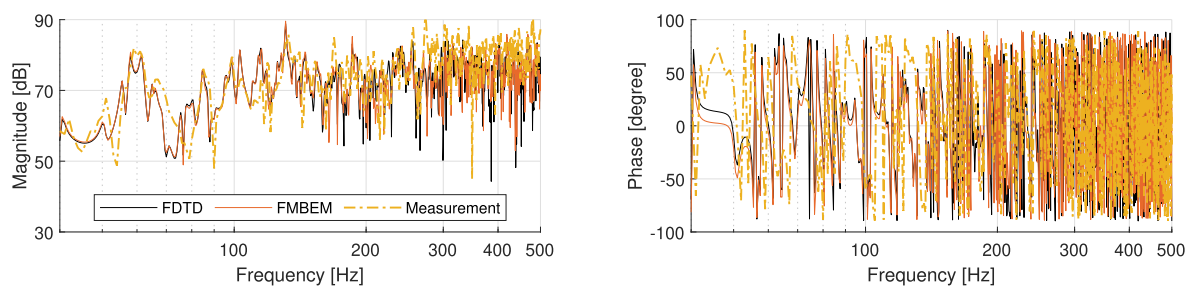 90
70
50
30
Magnitude [dB]
FDTD FMBEM Measurement
100 200 300 400 500
Frequency [Hz]
100
50
0
-50
-100
Phase [degree]
100 200 300 400 500
Frequency [Hz]